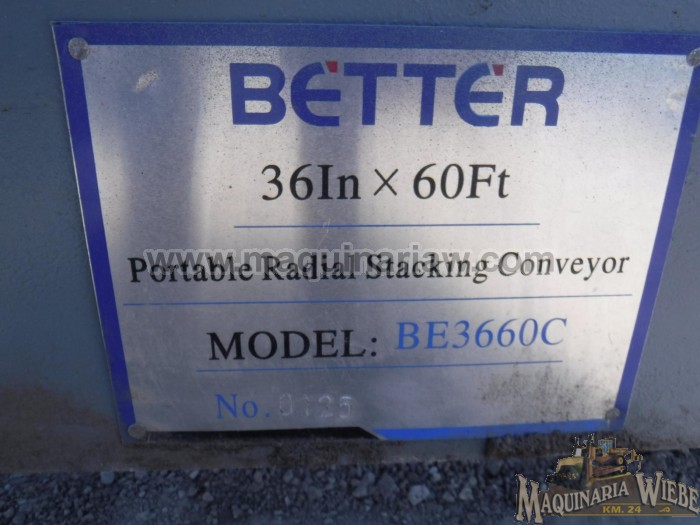 BETTER
36In × 60Ft
www.maquinariaw.com
Portable Radial Stacking Conveyor
MODEL: BE3660C
No.
MAQUINARIA WIEBE
KM. 24